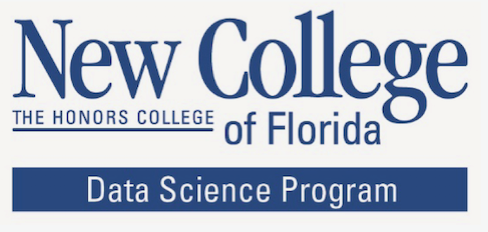 New College
THE HONORS COLLEGE
of Florida
Data Science Program